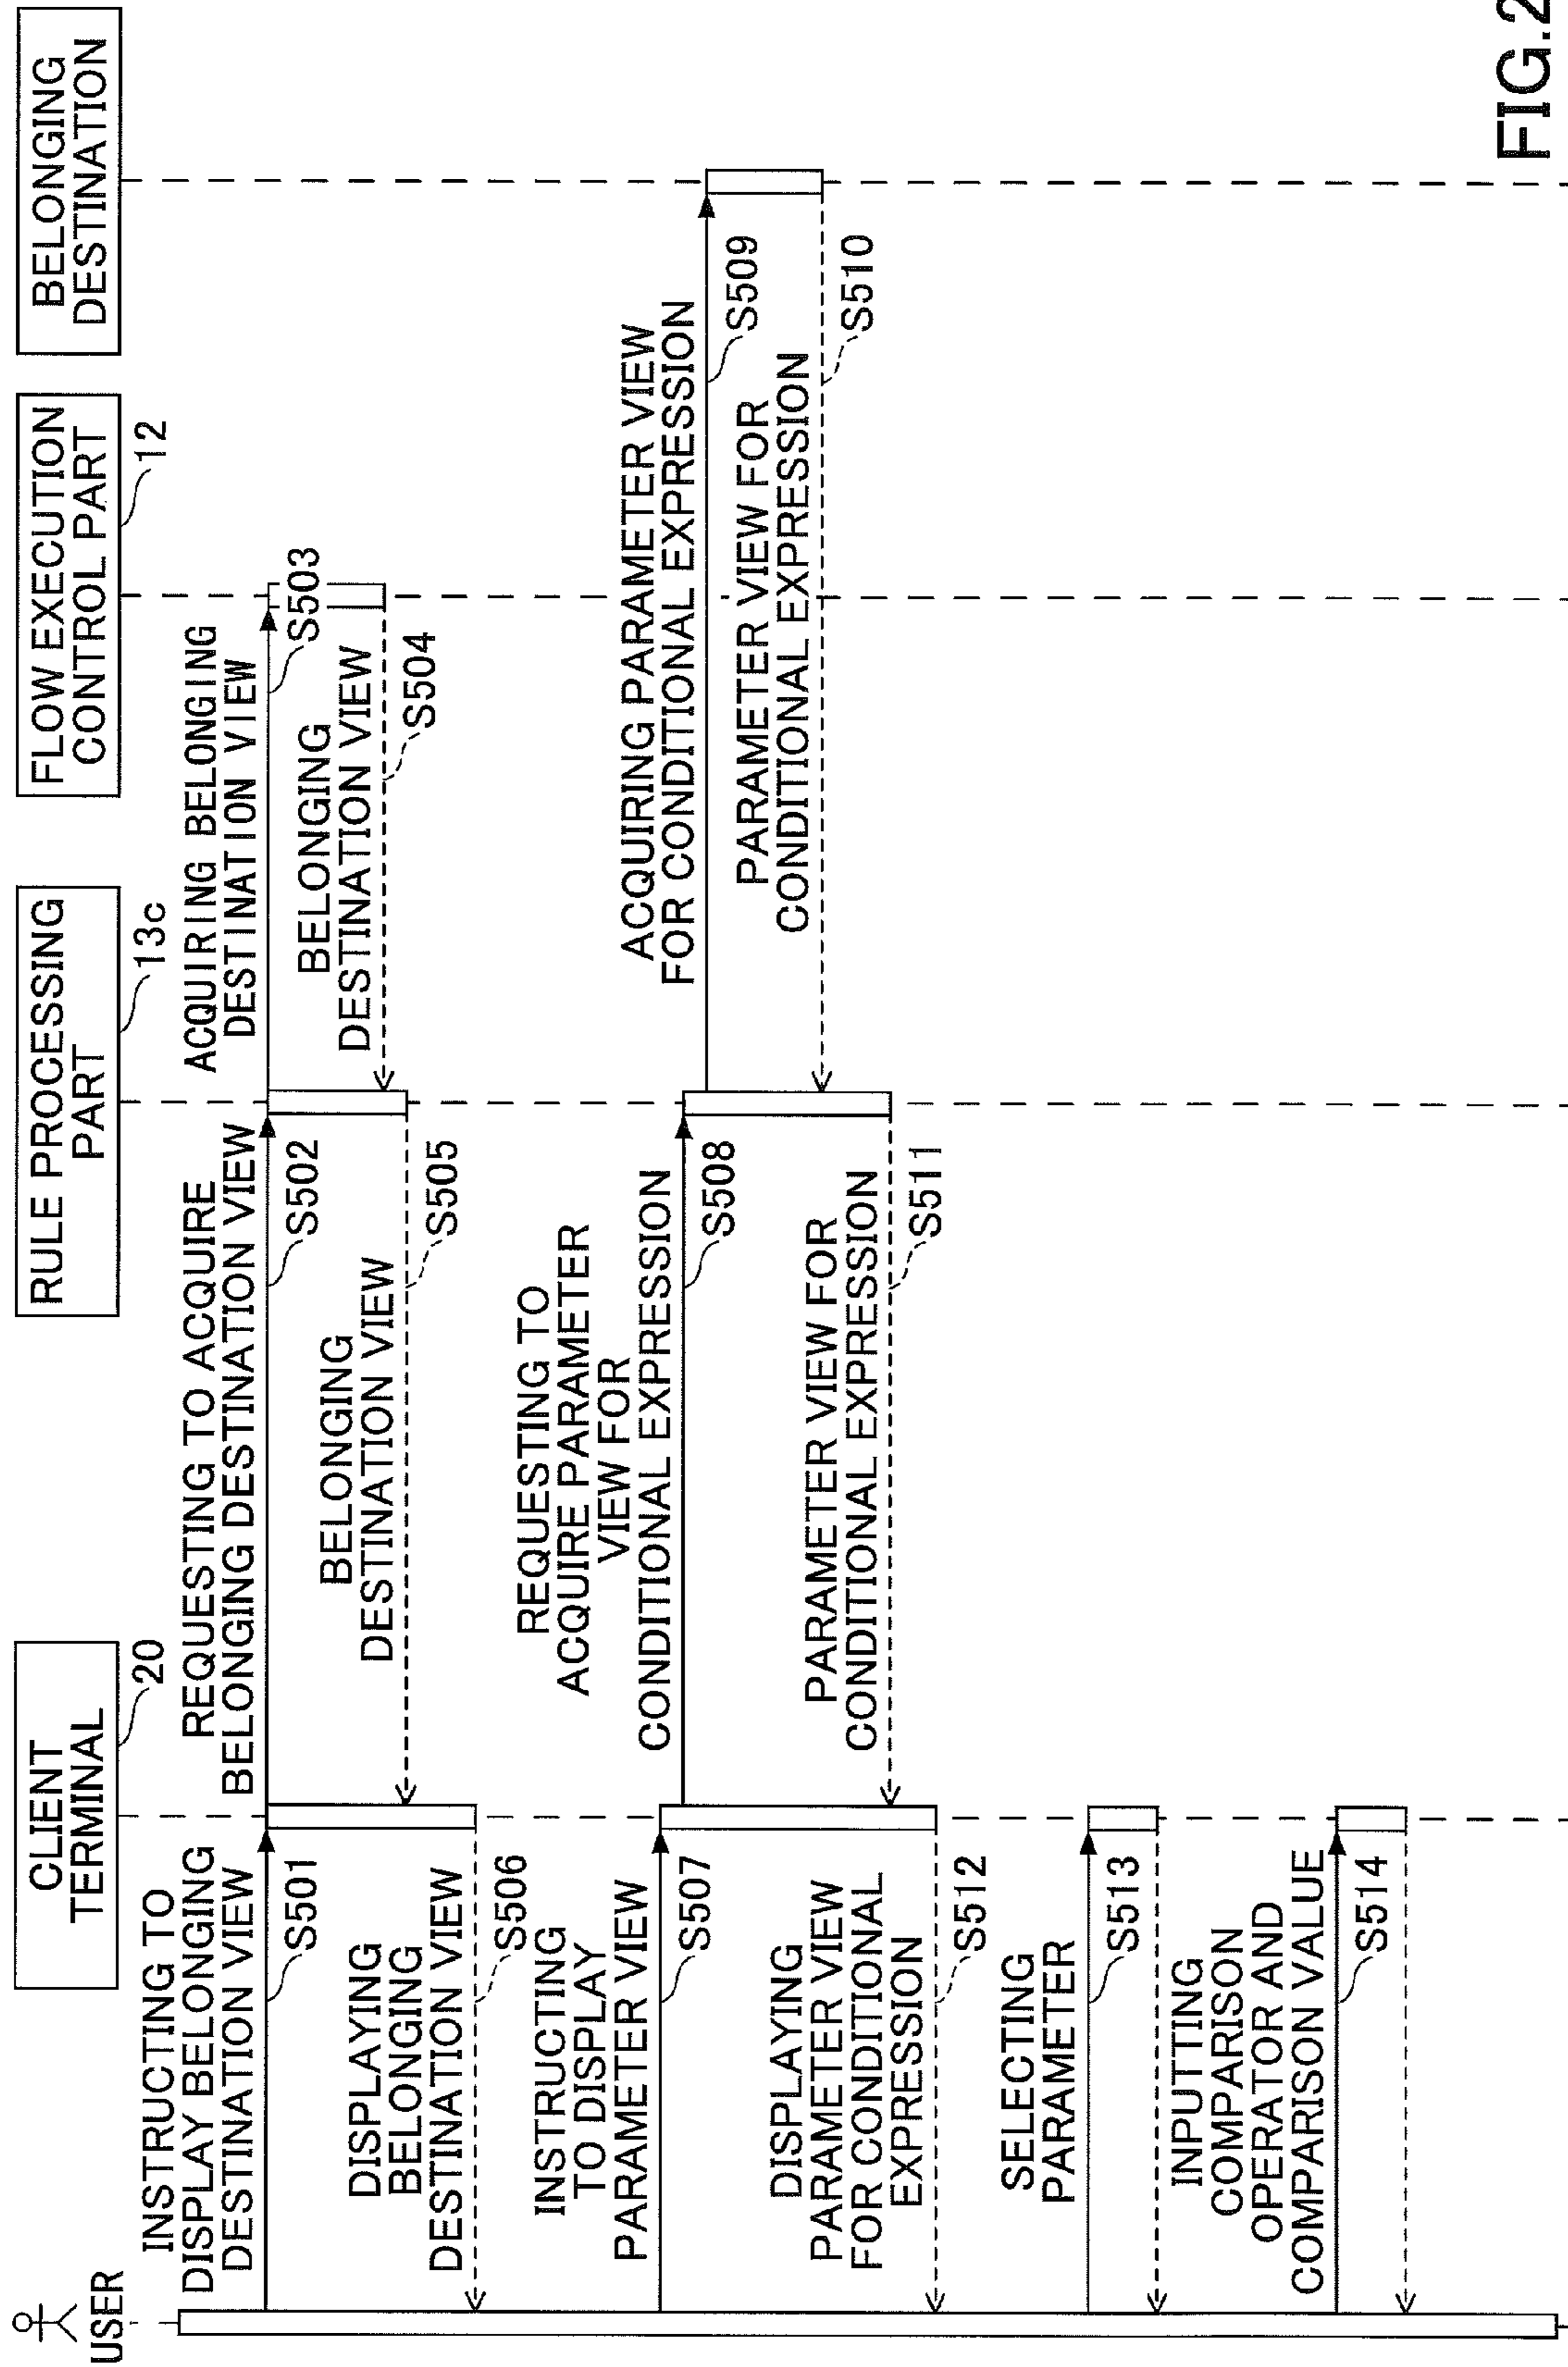 USER
CLIENT
TERMINAL
20
RULE PROCESSING
PART
13c
FLOW EXECUTION
CONTROL PART
12
BELONGING
DESTINATION
INSTRUCTING TO
DISPLAY BELONGING
DESTINATION VIEW
S501
REQUESTING TO ACQUIRE
BELONGING DESTINATION VIEW
S502
ACQUIRING BELONGING
DESTINATION VIEW
S503
BELONGING
DESTINATION VIEW
S504
BELONGING
DESTINATION VIEW
S505
DISPLAYING
BELONGING
DESTINATION VIEW
S506
INSTRUCTING
TO DISPLAY
PARAMETER VIEW
S507
REQUESTING TO
ACQUIRE PARAMETER
VIEW FOR
CONDITIONAL EXPRESSION
S508
ACQUIRING PARAMETER VIEW
FOR CONDITIONAL EXPRESSION
S509
PARAMETER VIEW FOR
CONDITIONAL EXPRESSION
S510
PARAMETER VIEW FOR
CONDITIONAL EXPRESSION
S511
DISPLAYING
PARAMETER VIEW
FOR CONDITIONAL
EXPRESSION
S512
SELECTING
PARAMETER
S513
INPUTTING
COMPARISON
OPERATOR AND
COMPARISON VALUE
S514